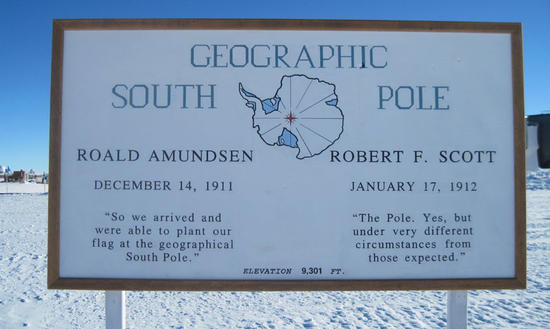 GEOGRAPHIC
SOUTH POLE
ROALD AMUNDSEN
DECEMBER 14, 1911
“So we arrived and
were able to plant our
flag at the geographical
South Pole.”
ROBERT F. SCOTT
JANUARY 17, 1912
“The Pole. Yes, but
under very different
circumstances from
those expected.”
ELEVATION 9,301 FT.